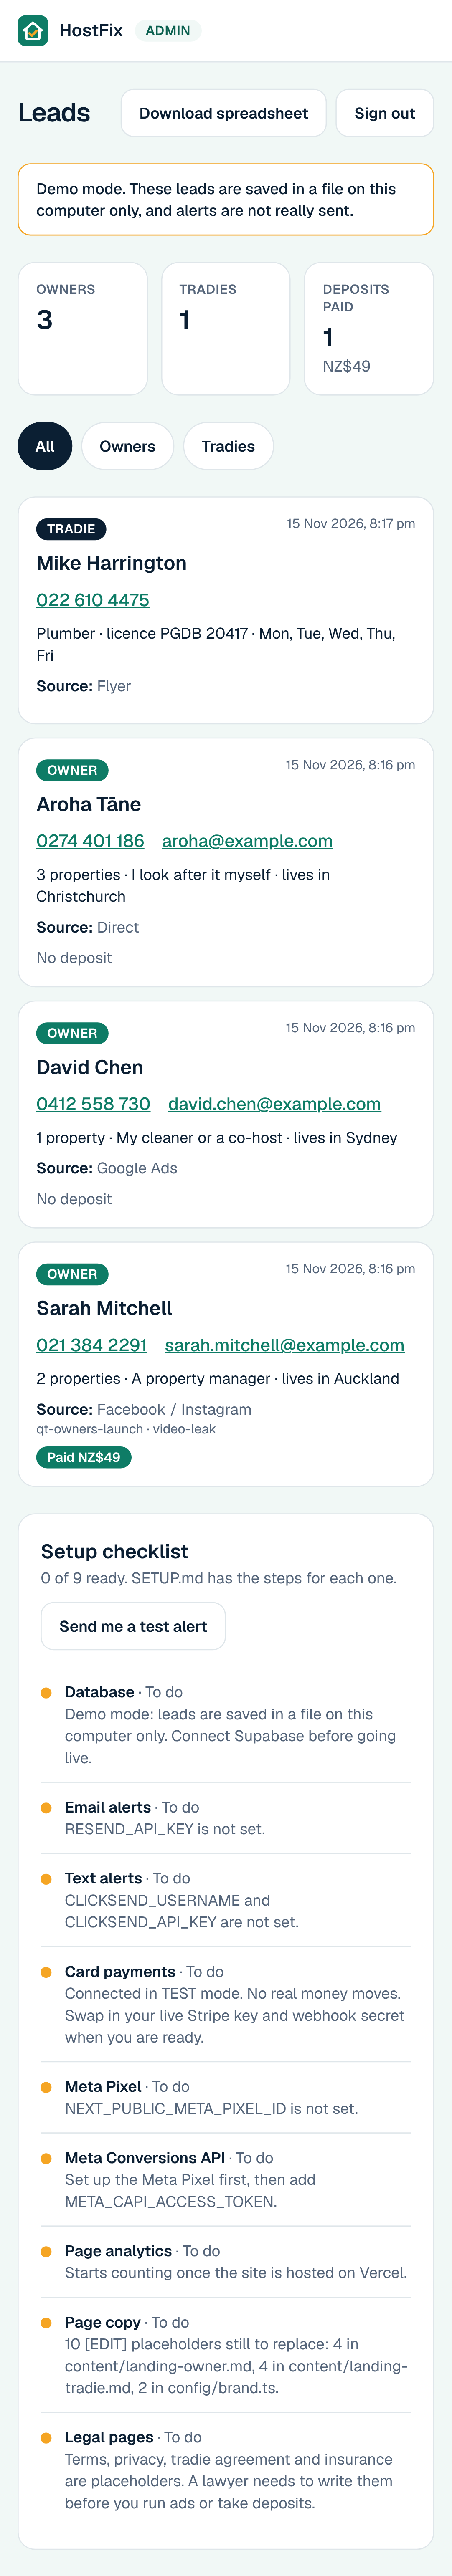 HostFix ADMIN
Leads
Download spreadsheet
Sign out
Demo mode. These leads are saved in a file on this
computer only, and alerts are not really sent.
OWNERS
3
TRADIES
1
DEPOSITS
PAID
1
NZ$49
All
Owners
Tradies
TRADIE
15 Nov 2026, 8:17 pm
Mike Harrington
022 610 4475
Plumber · licence PGDB 20417 · Mon, Tue, Wed, Thu,
Fri
Source: Flyer
OWNER
15 Nov 2026, 8:16 pm
Aroha Tāne
0274 401 186 aroha@example.com
3 properties · I look after it myself · lives in
Christchurch
Source: Direct
No deposit
OWNER
15 Nov 2026, 8:16 pm
David Chen
0412 558 730 david.chen@example.com
1 property · My cleaner or a co-host · lives in Sydney
Source: Google Ads
No deposit
OWNER
15 Nov 2026, 8:16 pm
Sarah Mitchell
021 384 2291 sarah.mitchell@example.com
2 properties · A property manager · lives in Auckland
Source: Facebook / Instagram
qt-owners-launch · video-leak
Paid NZ$49
Setup checklist
0 of 9 ready. SETUP.md has the steps for each one.
Send me a test alert
Database · To do
Demo mode: leads are saved in a file on this
computer only. Connect Supabase before going
live.
Email alerts · To do
RESEND_API_KEY is not set.
Text alerts · To do
CLICKSEND_USERNAME and
CLICKSEND_API_KEY are not set.
Card payments · To do
Connected in TEST mode. No real money moves.
Swap in your live Stripe key and webhook secret
when you are ready.
Meta Pixel · To do
NEXT_PUBLIC_META_PIXEL_ID is not set.
Meta Conversions API · To do
Set up the Meta Pixel first, then add
META_CAPI_ACCESS_TOKEN.
Page analytics · To do
Starts counting once the site is hosted on Vercel.
Page copy · To do
10 [EDIT] placeholders still to replace: 4 in
content/landing-owner.md, 4 in content/landing-
tradie.md, 2 in config/brand.ts.
Legal pages · To do
Terms, privacy, tradie agreement and insurance
are placeholders. A lawyer needs to write them
before you run ads or take deposits.